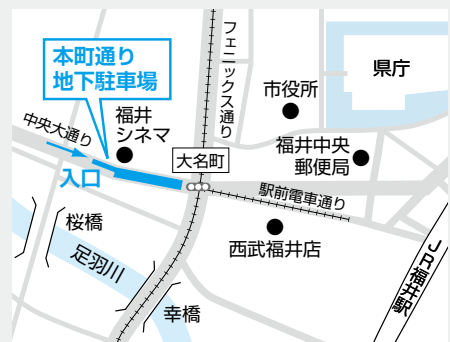 本町通り
地下駐車場
フェニックス通り
県庁
市役所
福井
シネマ
中央大通り
福井中央
郵便局
大名町
入口
駅前電車通り
桜橋
西武福井店
足羽川
JR福井駅
幸橋